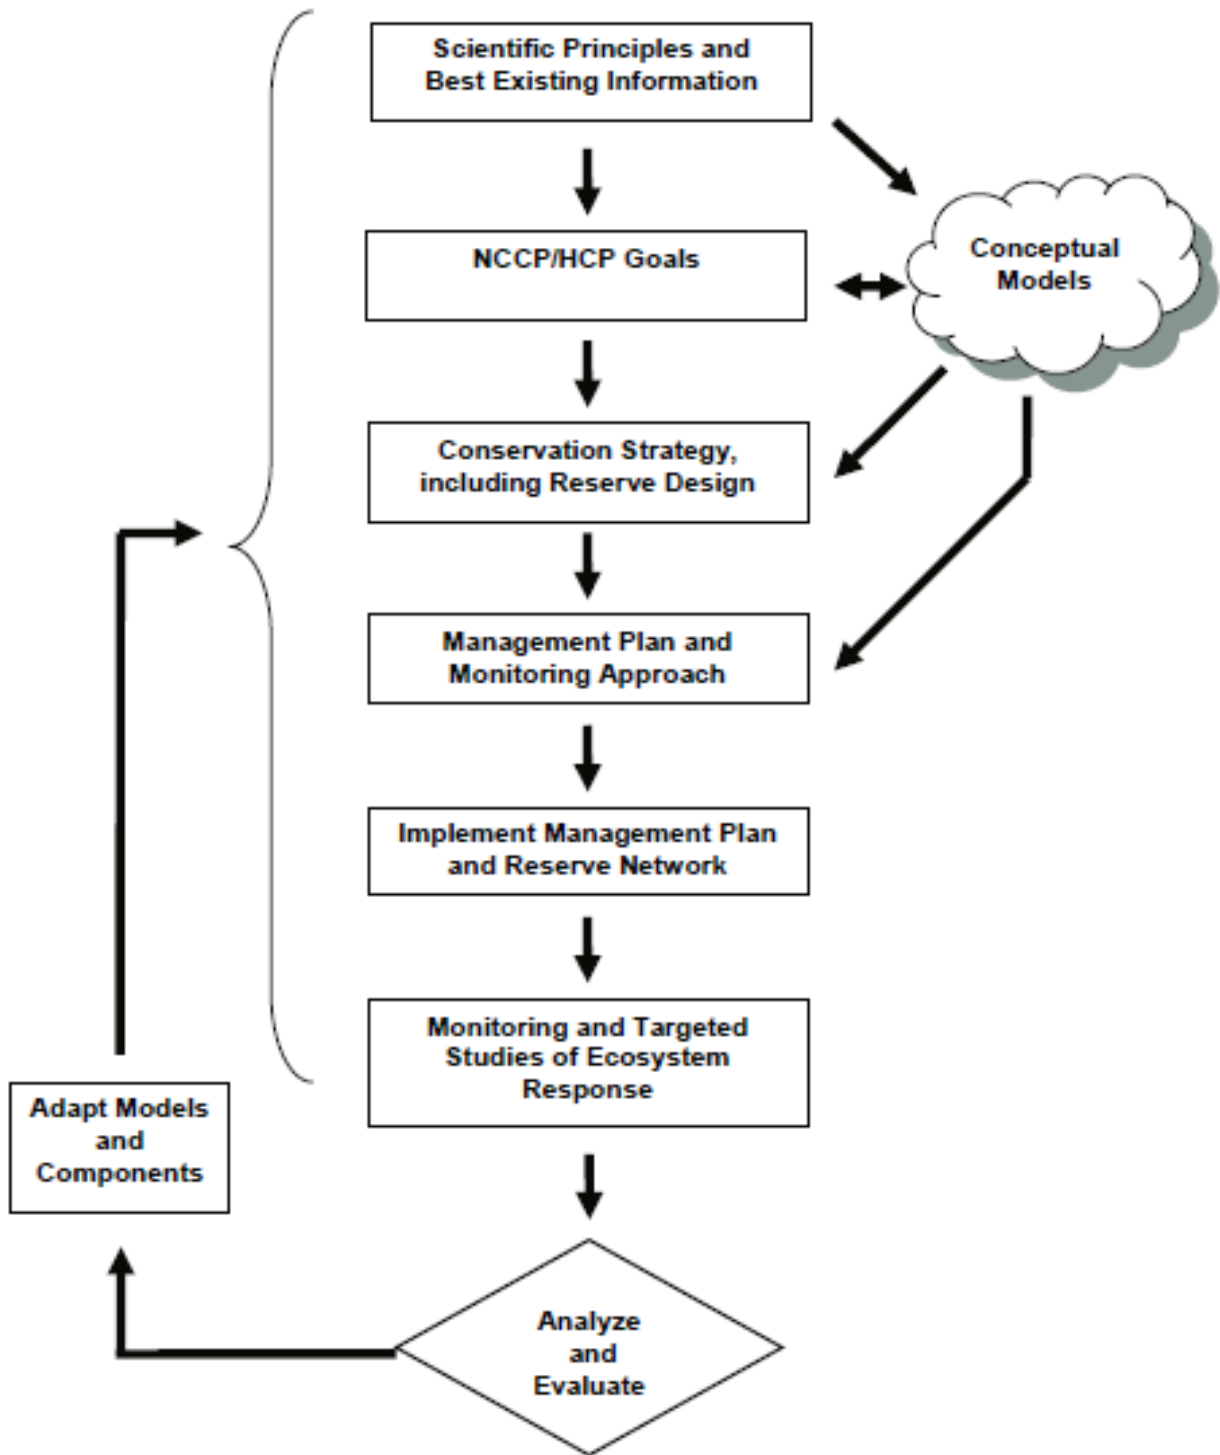 Scientific Principles and
Best Existing Information
NCCP/HCP Goals
Conceptual
Models
Conservation Strategy,
including Reserve Design
Management Plan and
Monitoring Approach
Implement Management Plan
and Reserve Network
Monitoring and Targeted
Studies of Ecosystem
Response
Adapt Models
and
Components
Analyze
and
Evaluate